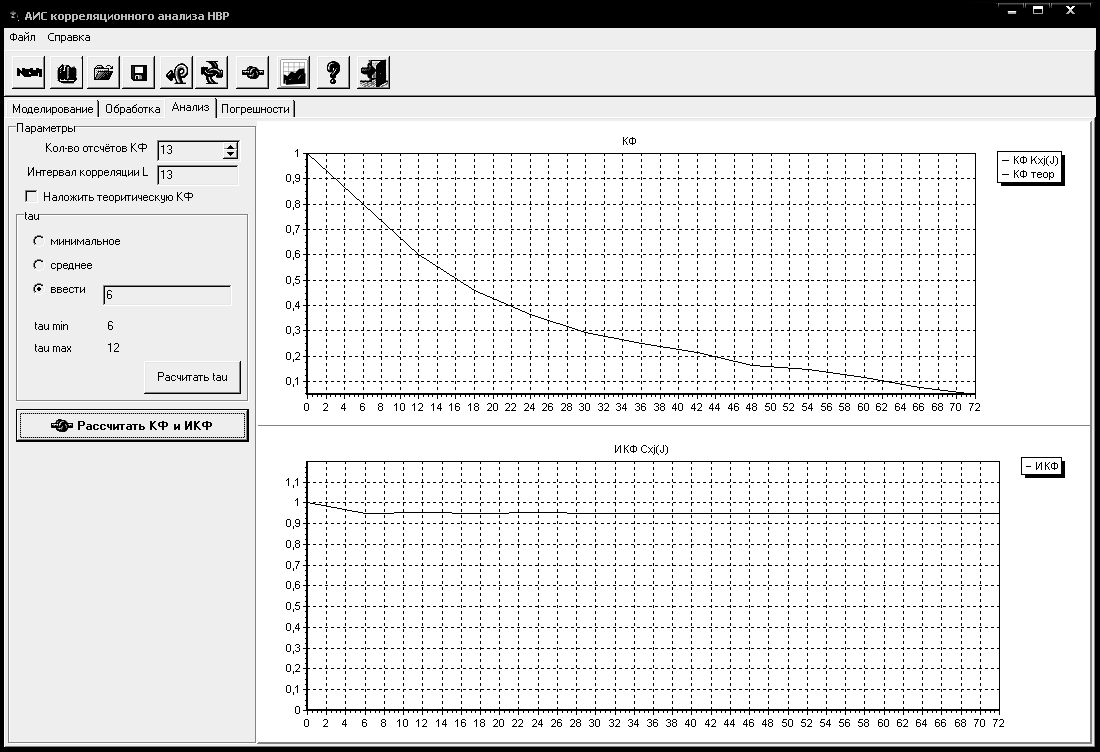 АИС корреляционного анализа НВР
Файл Справка
NEW!
Моделирование Обработка Анализ Погрешности
Параметры
Кол-во отсчётов КФ 13
Интервал корреляции L 13
Наложить теоритическую КФ
tau
минимальное
среднее
ввести 6
tau min 6
tau max 12
Расчитать tau
Рассчитать КФ и ИКФ
КФ
1
0,9
0,8
0,7
0,6
0,5
0,4
0,3
0,2
0,1
0 2 4 6 8 10 12 14 16 18 20 22 24 26 28 30 32 34 36 38 40 42 44 46 48 50 52 54 56 58 60 62 64 66 68 70 72
КФ Kxj(J)
КФ теор
ИКФ Cxj(J)
1,1
1
0,9
0,8
0,7
0,6
0,5
0,4
0,3
0,2
0,1
0
0 2 4 6 8 10 12 14 16 18 20 22 24 26 28 30 32 34 36 38 40 42 44 46 48 50 52 54 56 58 60 62 64 66 68 70 72
ИКФ